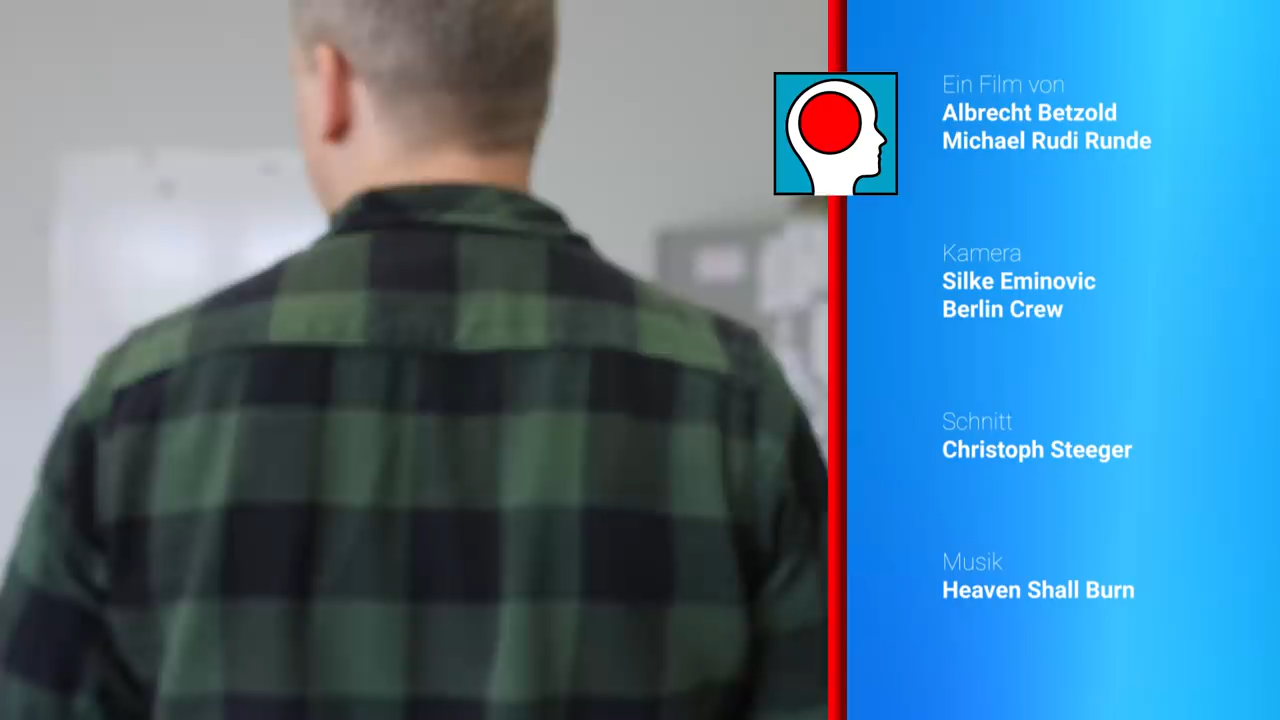 Ein Film von
Albrecht Betzold
Michael Rudi Runde
Kamera
Silke Eminovic
Berlin Crew
Schnitt
Christoph Steeger
Musik
Heaven Shall Burn